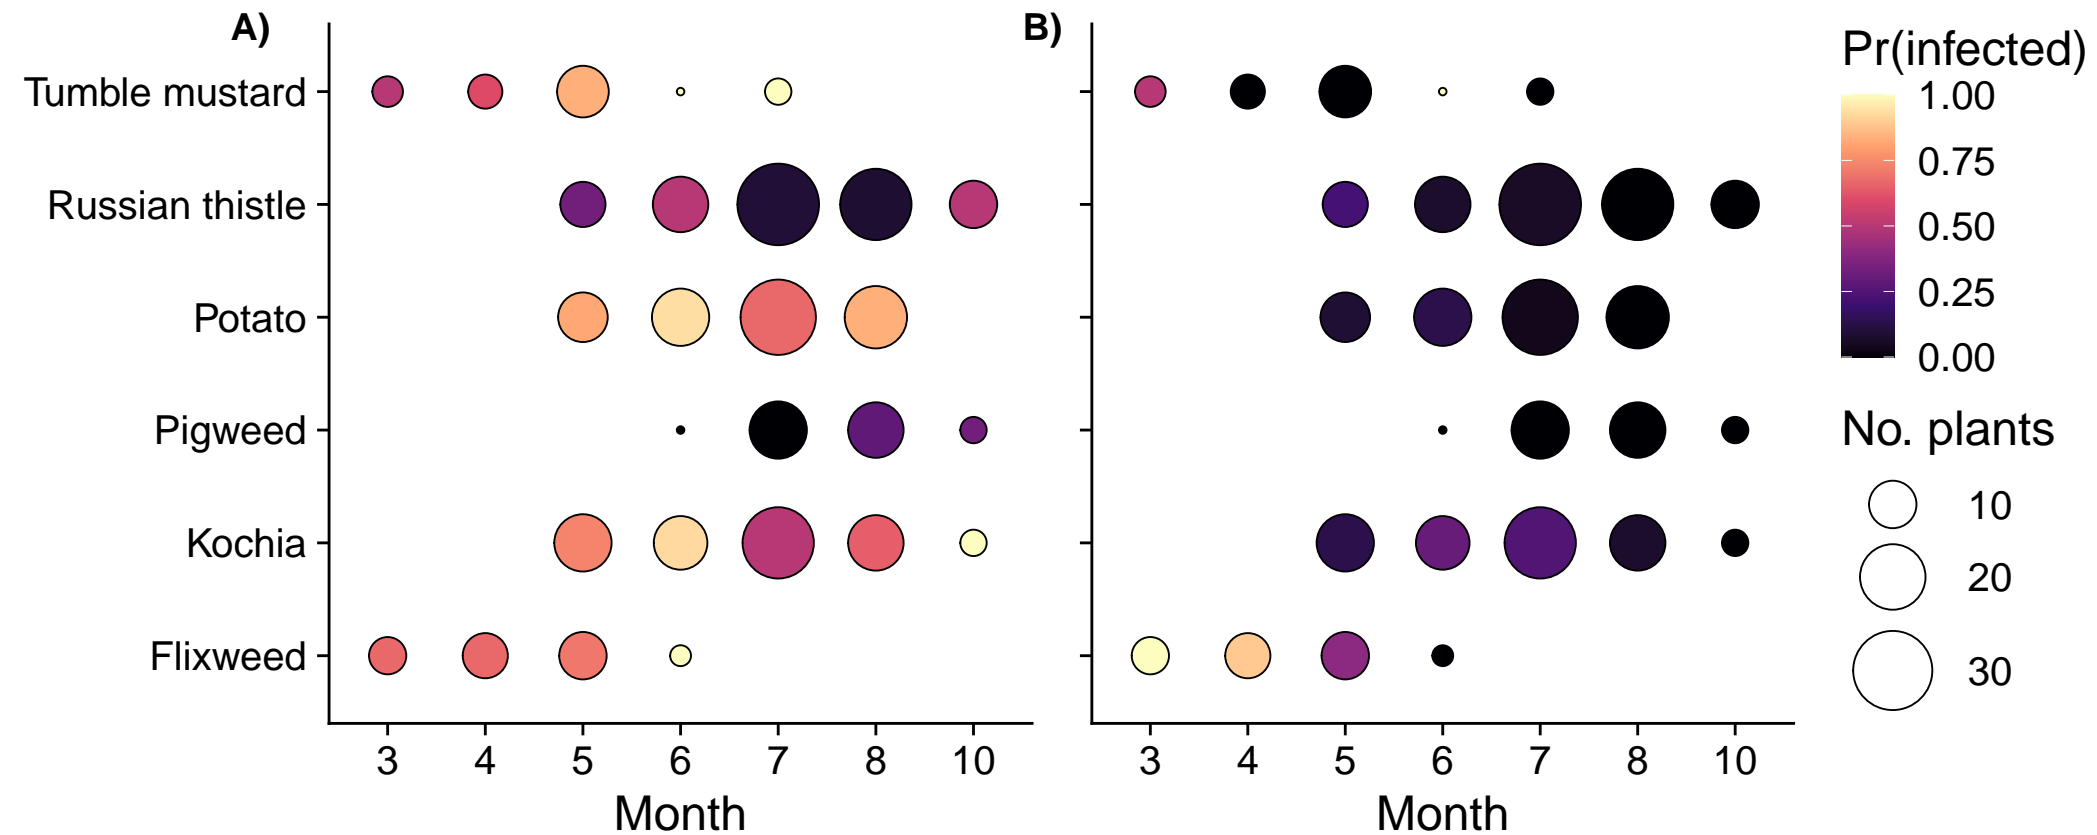 A)
B)
Tumble mustard
Russian thistle
Potato
Pigweed
Kochia
Flixweed
3 4 5 6 7 8 10
Month
3 4 5 6 7 8 10
Month
Pr(infected)
1.00
0.75
0.50
0.25
0.00
No. plants
10
20
30